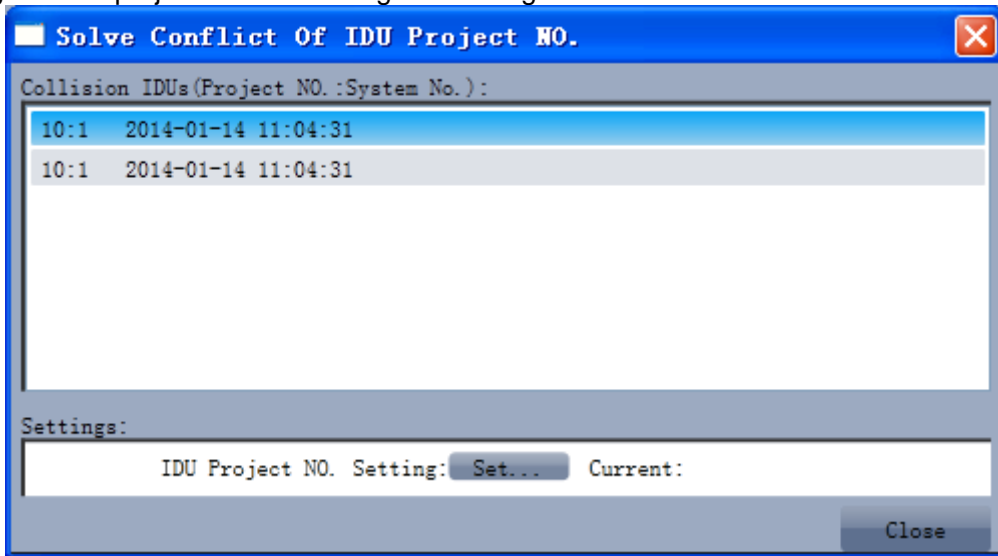 Solve Conflict Of IDU Project NO.
Collision IDUs(Project NO.:System No.):
10:1 2014-01-14 11:04:31
10:1 2014-01-14 11:04:31
Settings:
IDU Project NO. Setting: Set... Current:
Close